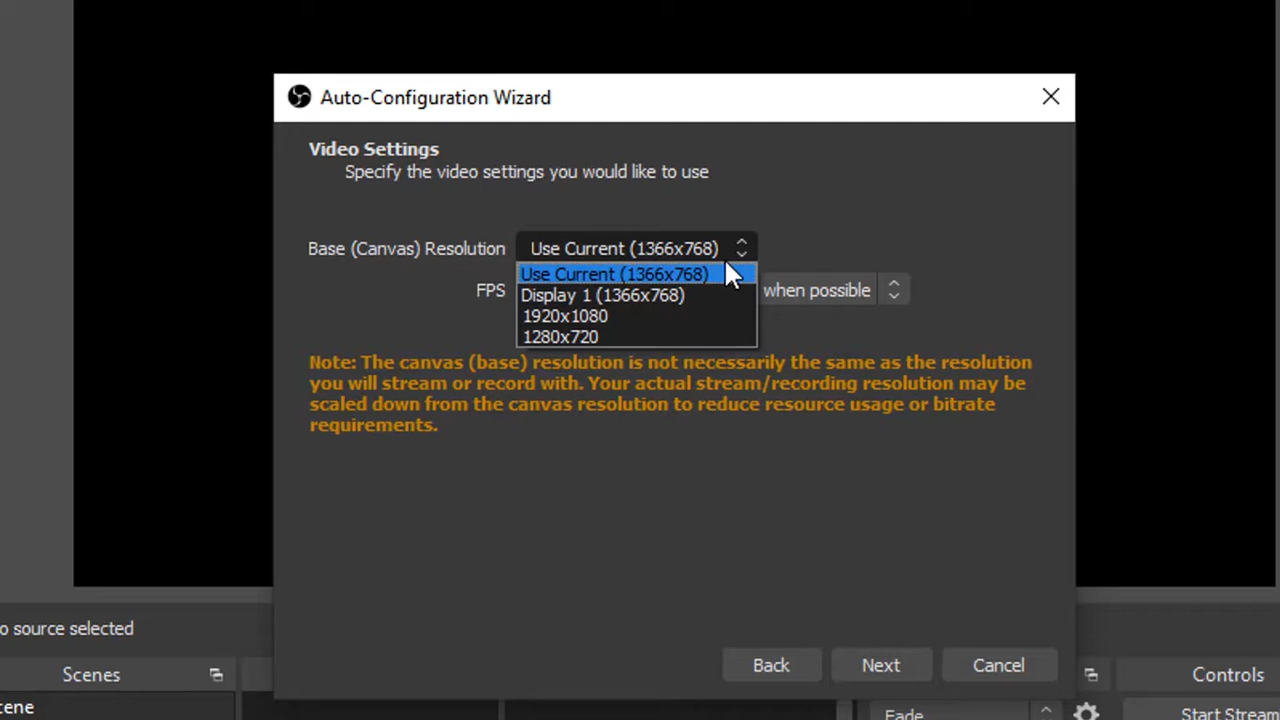 Auto-Configuration Wizard
Video Settings
Specify the video settings you would like to use
Base (Canvas) Resolution
Use Current (1366x768)
Use Current (1366x768)
Display 1 (1366x768)
1920x1080
1280x720
FPS
when possible
Note: The canvas (base) resolution is not necessarily the same as the resolution
you will stream or record with. Your actual stream/recording resolution may be
scaled down from the canvas resolution to reduce resource usage or bitrate
requirements.
Back
Next
Cancel
o source selected
Scenes
Controls
cene
Fade
Start Stream